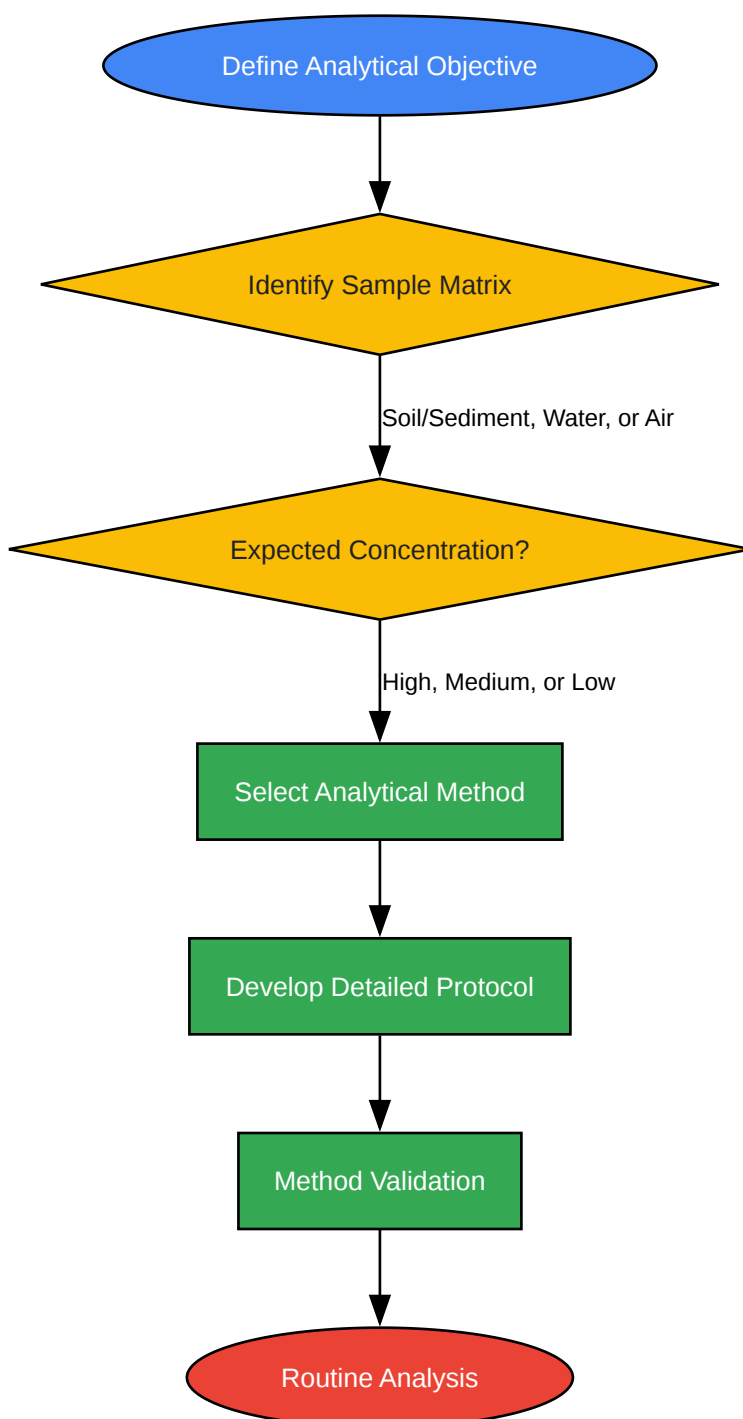 Define Analytical Objective
Identify Sample Matrix
Soil/Sediment, Water, or Air
Expected Concentration?
High, Medium, or Low
Select Analytical Method
Develop Detailed Protocol
Method Validation
Routine Analysis